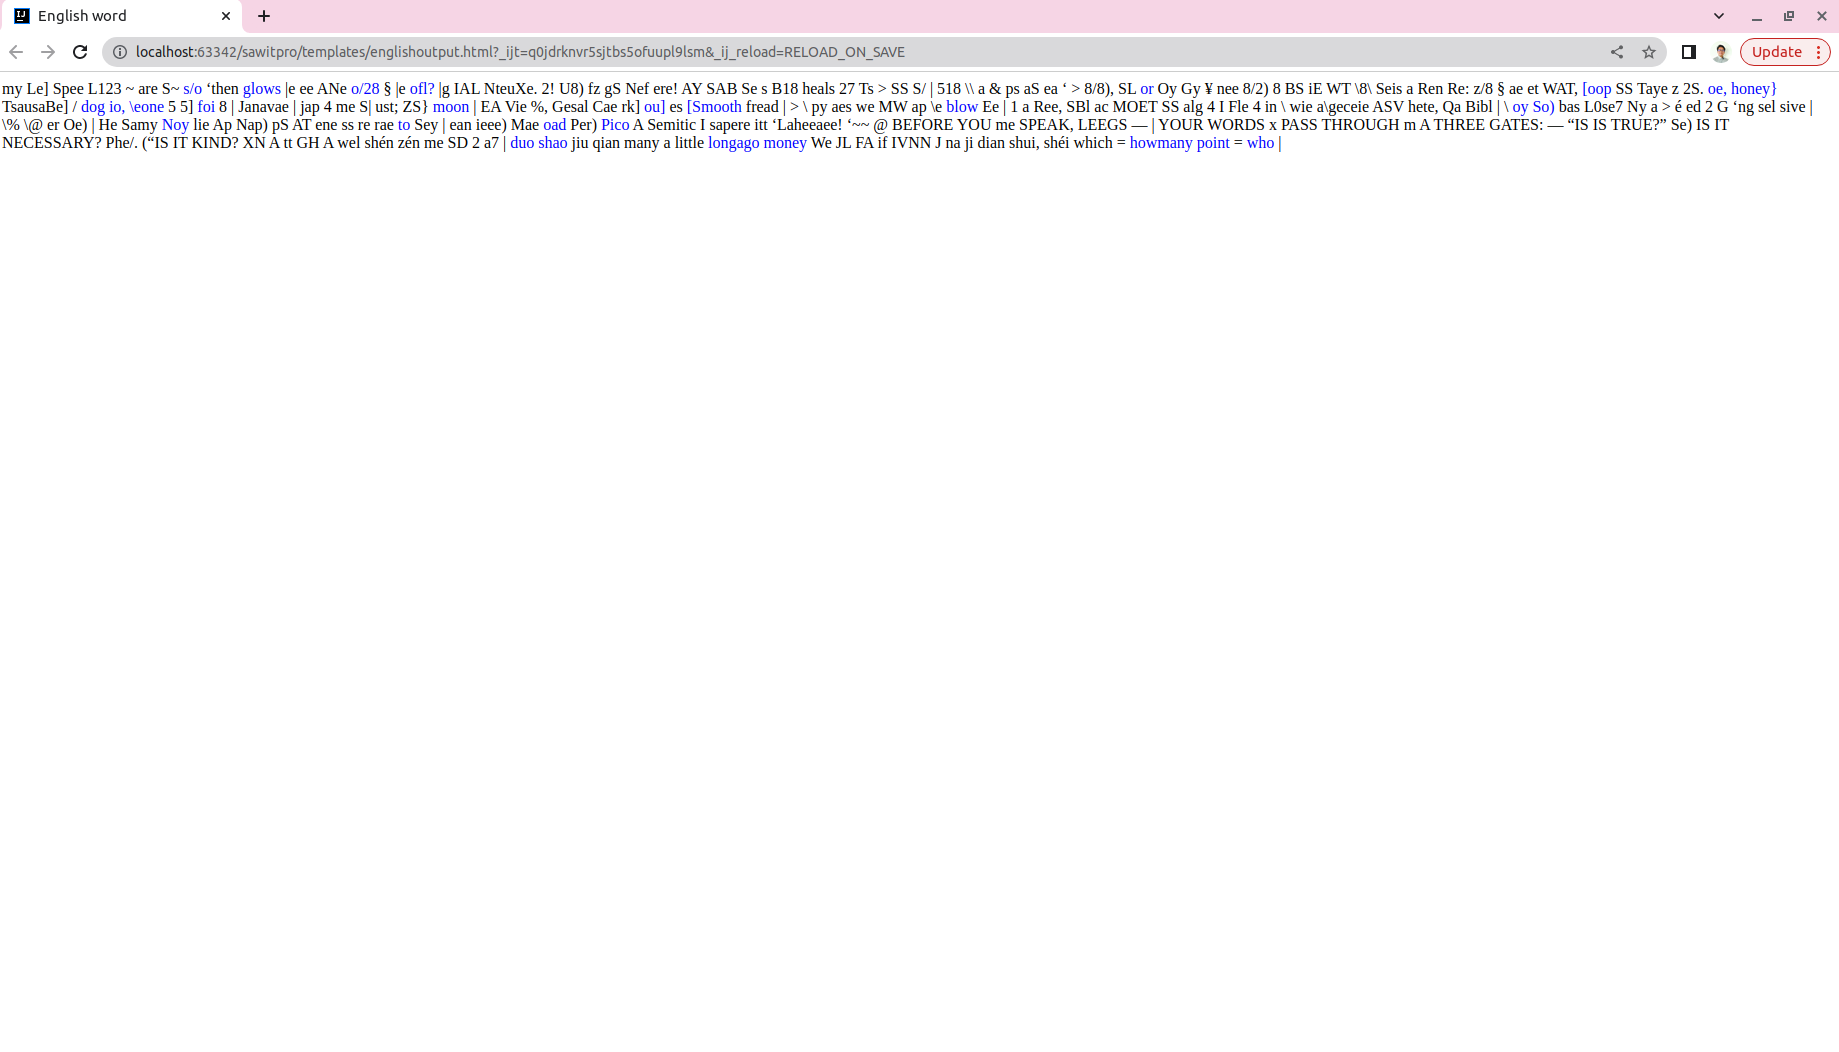 English word
localhost:63342/sawitpro/templates/englishoutput.html?_ijt=q0jdrknvr5sjtbs5ofuupl9lsm&_ij_reload=RELOAD_ON_SAVE
Update
my Le] Spee L123 ~ are S~ s/o ‘then glows |e ee ANe o/28 § |e ofl? |g IAL NteuXe. 2! U8) fz gS Nef ere! AY SAB Se s B18 heals 27 Ts > SS S/ | 518 \\ a & ps aS ea ‘ > 8/8), SL or Oy Gy ¥ nee 8/2) 8 BS iE WT \8\ Seis a Ren Re: z/8 § ae et WAT, [oop SS Taye z 2S. oe, honey}
TsausaBe] / dog io, \eone 5 5] foi 8 | Janavae | jap 4 me S| ust; ZS} moon | EA Vie %, Gesal Cae rk] ou] es [Smooth fread | > \ py aes we MW ap \e blow Ee | 1 a Ree, SBl ac MOET SS alg 4 I Fle 4 in \ wie a\geceie ASV hete, Qa Bibl | \ oy So) bas L0se7 Ny a > é ed 2 G ‘ng sel sive |
\% \@ er Oe) | He Samy Noy lie Ap Nap) pS AT ene ss re rae to Sey | ean ieee) Mae oad Per) Pico A Semitic I sapere itt ‘Laheeaee! ‘~~ @ BEFORE YOU me SPEAK, LEEGS — | YOUR WORDS x PASS THROUGH m A THREE GATES: — “IS IS TRUE?” Se) IS IT
NECESSARY? Phe/. (“IS IT KIND? XN A tt GH A wel shén zén me SD 2 a7 | duo shao jiu qian many a little longago money We JL FA if IVNN J na ji dian shui, shéi which = howmany point = who |